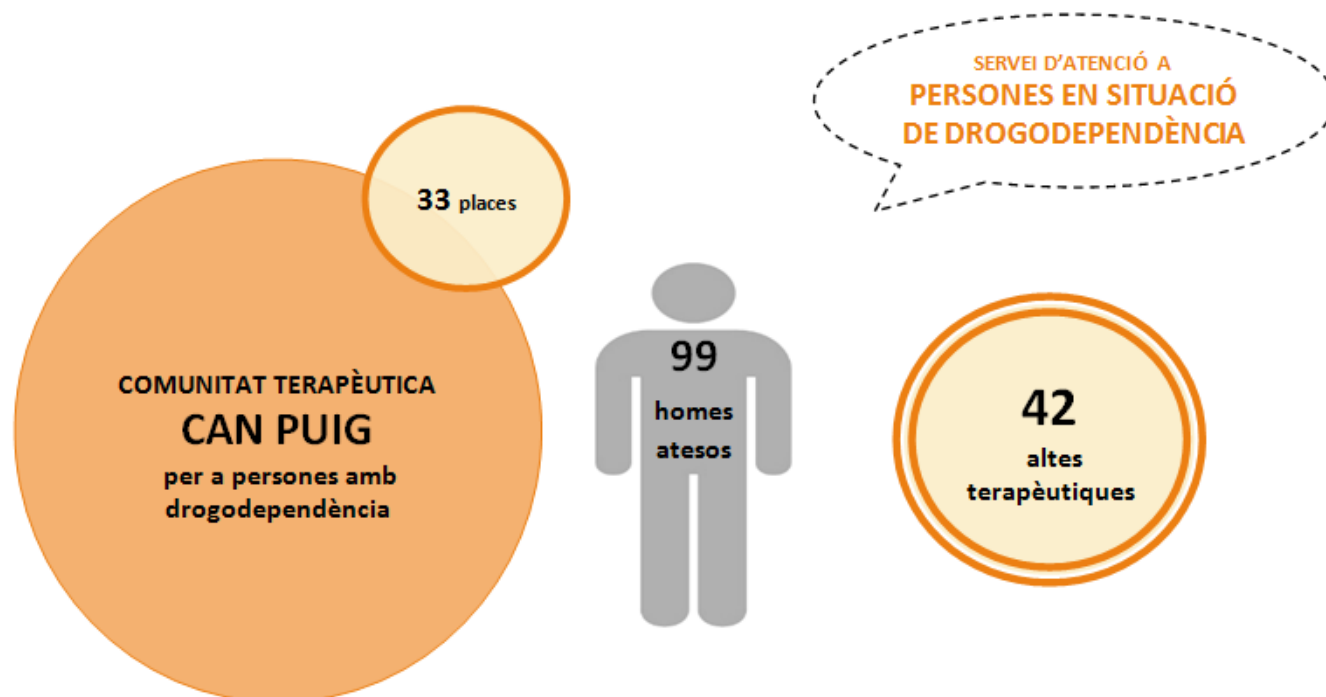 SERVEI D'ATENCIÓ A
PERSONES EN SITUACIÓ
DE DROGODEPENDÈNCIA
33 places
COMUNITAT TERAPÈUTICA
CAN PUIG
per a persones amb
drogodependència
99
homes
atesos
42
altes
terapèutiques